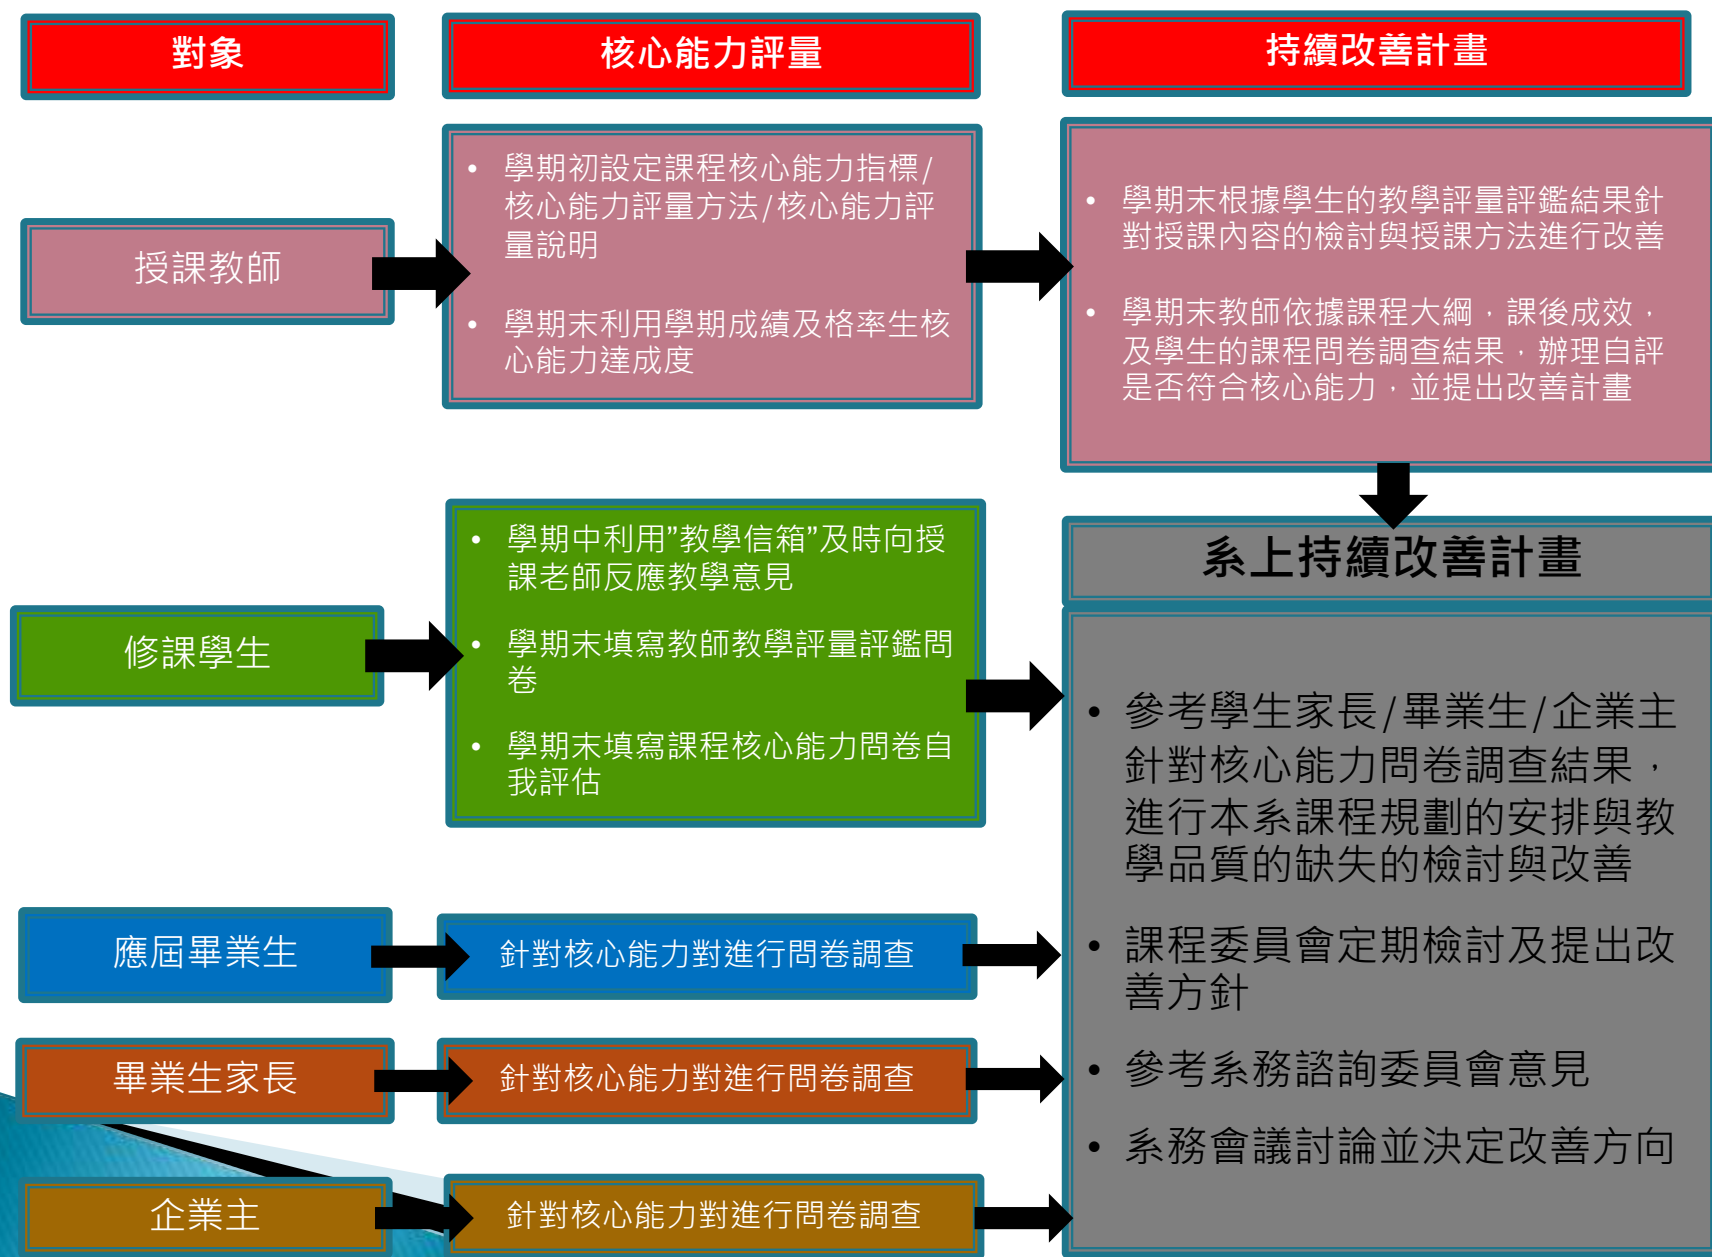 對象
核心能力評量
持續改善計畫
授課教師
• 學期初設定課程核心能力指標/
核心能力評量方法/核心能力評
量說明
• 學期末利用學期成績及格率生核
心能力達成度
• 學期末根據學生的教學評量評鑑結果針
對授課內容的檢討與授課方法進行改善
• 學期末教師依據課程大綱，課後成效，
及學生的課程問卷調查結果，辦理自評
是否符合核心能力，並提出改善計畫
修課學生
• 學期中利用”教學信箱”及時向授
課老師反應教學意見
• 學期末填寫教師教學評量評鑑問
卷
• 學期末填寫課程核心能力問卷自
我評估
系上持續改善計畫
• 參考學生家長/畢業生/企業主
針對核心能力問卷調查結果，
進行本系課程規劃的安排與教
學品質的缺失的檢討與改善
• 課程委員會定期檢討及提出改
善方針
• 參考系務諮詢委員會意見
• 系務會議討論並決定改善方向
應屆畢業生
針對核心能力對進行問卷調查
畢業生家長
針對核心能力對進行問卷調查
企業主
針對核心能力對進行問卷調查